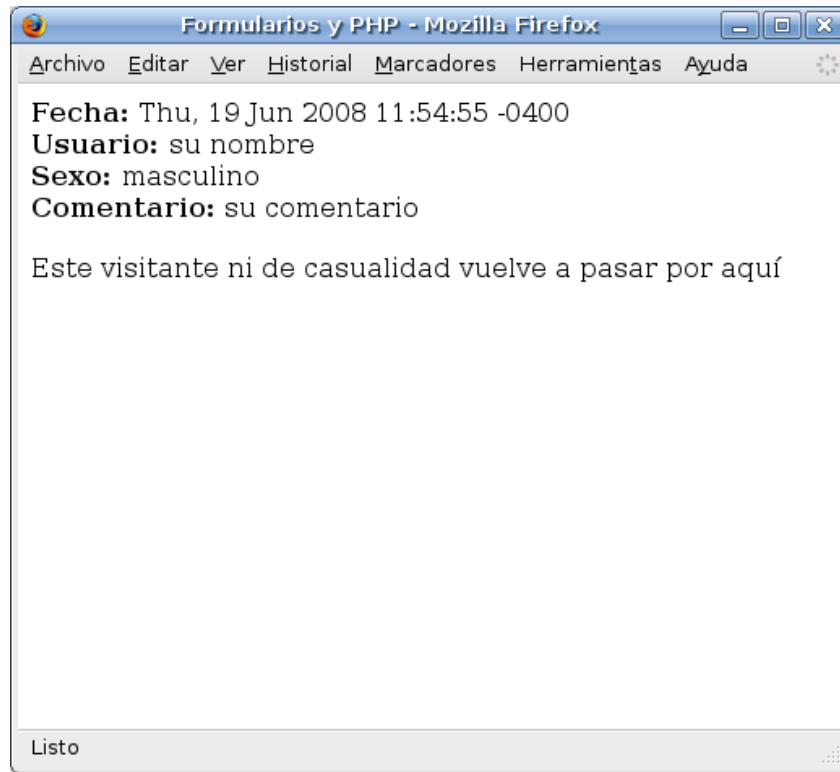 Formularios y PHP - Mozilla Firefox
Archivo Editar Ver Historial Marcadores Herramientas Ayuda
Fecha: Thu, 19 Jun 2008 11:54:55 -0400
Usuario: su nombre
Sexo: masculino
Comentario: su comentario
Este visitante ni de casualidad vuelve a pasar por aquí
Listo